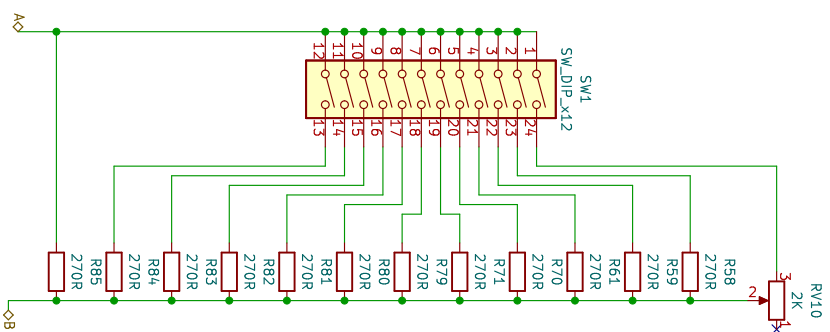 A
SW1
SW_DIP_x12
12
11
10
9
8
7
6
5
4
3
2
1
13
14
15
16
17
18
19
20
21
22
23
24
R85
270R
R84
270R
R83
270R
R82
270R
R81
270R
R80
270R
R79
270R
R71
270R
R70
270R
R61
270R
R59
270R
R58
270R
RV10
2K
3
2
1
B